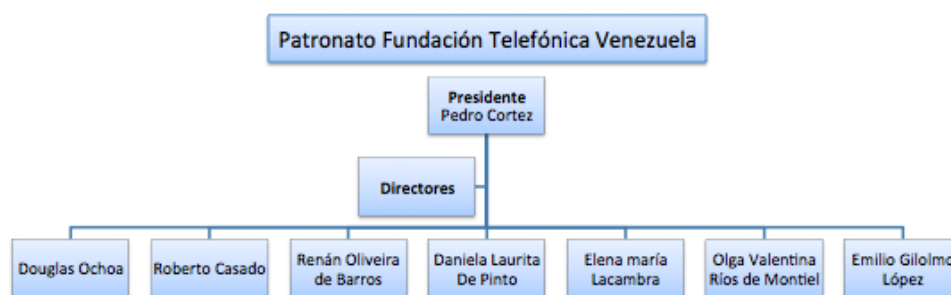 Patronato Fundación Telefónica Venezuela
Presidente
Pedro Cortez
Directores
Douglas Ochoa
Roberto Casado
Renán Oliveira
de Barros
Daniela Laurita
De Pinto
Elena maría
Lacambra
Olga Valentina
Ríos de Montiel
Emilio Gilolmo
López